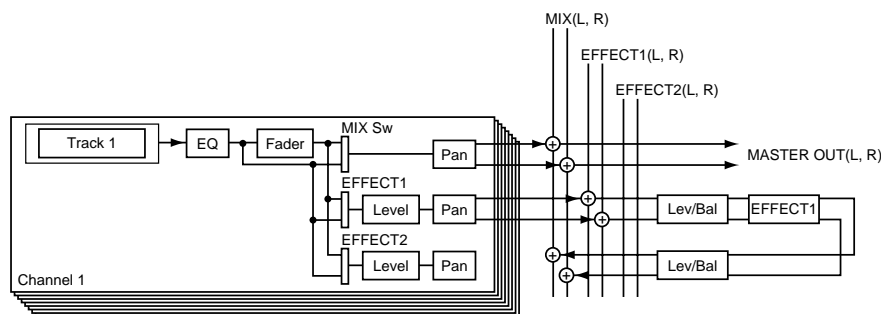 MIX(L, R)
EFFECT1(L, R)
EFFECT2(L, R)
MIX Sw
Track 1
EQ
Fader
Pan
MASTER OUT(L, R)
EFFECT1
Level
Pan
Lev/Bal
EFFECT1
EFFECT2
Level
Pan
Lev/Bal
Channel 1